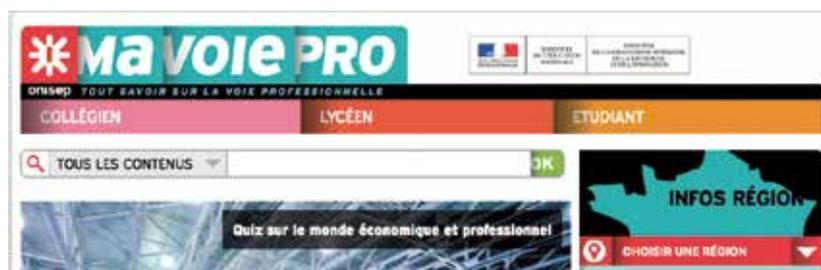 Ma VOIE PRO
onisep TOUT SAVOIR SUR LA VOIE PROFESSIONNELLE
COLLÉGIEN LYCÉEN ETUDIANT
TOUS LES CONTENUS OK
INFOS RÉGION
Quiz sur le monde économique et professionnel
CHOISIR UNE RÉGION